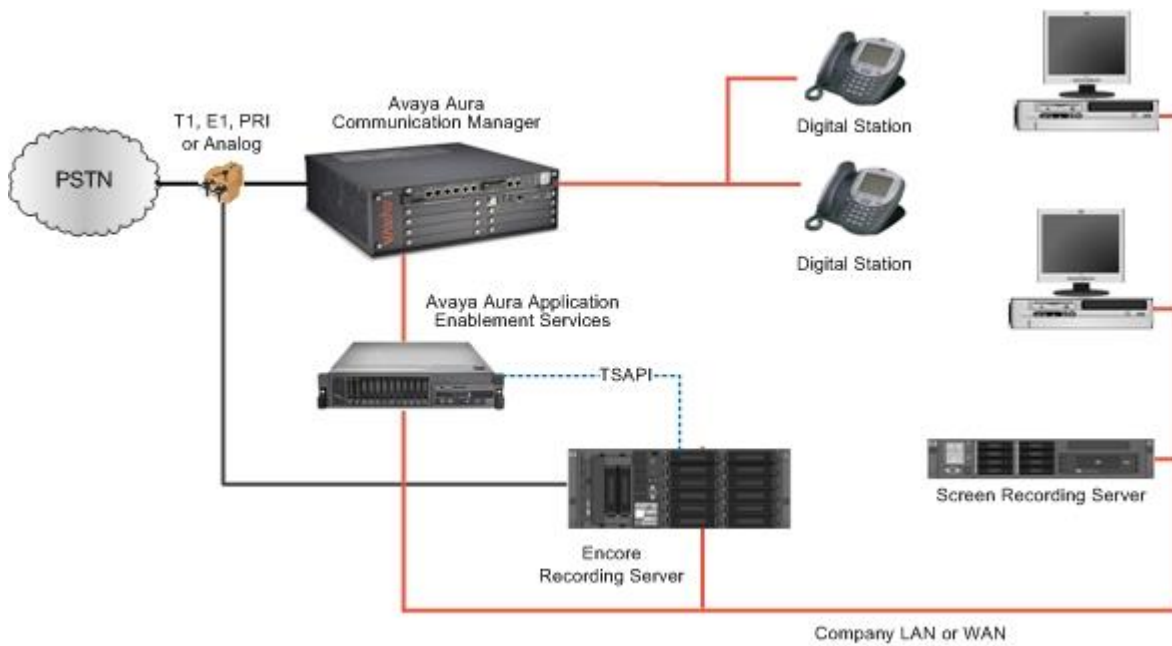 T1, E1, PRI
or Analog
PSTN
Avaya Aura
Communication Manager
Digital Station
Digital Station
Avaya Aura Application
Enablement Services
TSAPI
Encore
Recording Server
Screen Recording Server
Company LAN or WAN
AVAYA